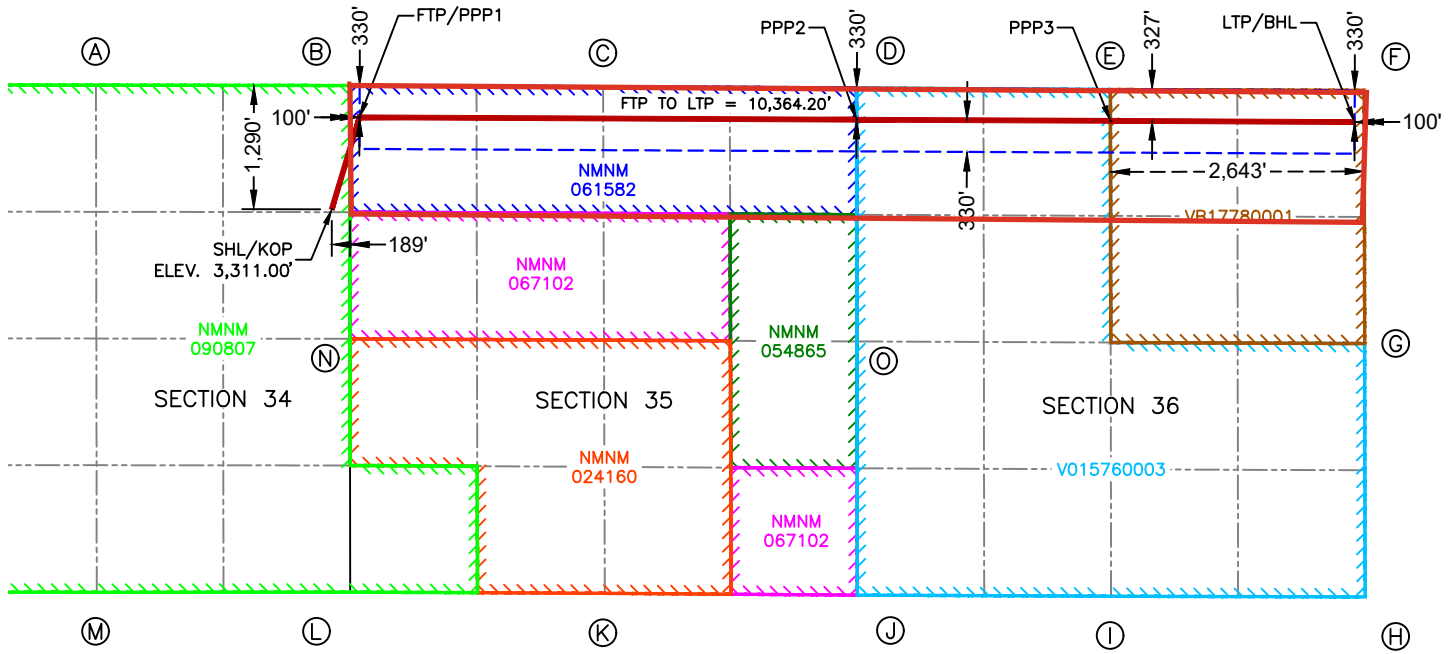 A
B
330'
FTP/PPP1
C
PPP2
330'
D
PPP3
E
327'
LTP/BHL
330'
F
100'
1,290'
FTP TO LTP = 10,364.20'
100'
NMNM
061582
330'
2,643'
VB17780001
SHL/KOP
ELEV. 3,311.00'
189'
NMNM
067102
NMNM
090807
NMNM
054865
N
O
G
SECTION 34
SECTION 35
SECTION 36
NMNM
024160
V015760003
NMNM
067102
M
L
K
J
I
H